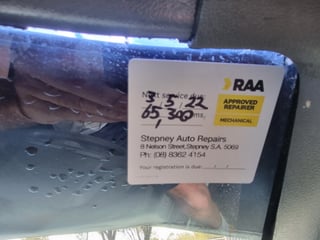 RAA
Next service due:
3 / 5 / 22
65,300 kms,
APPROVED
REPAIRER
MECHANICAL
Stepney Auto Repairs
8 Nelson Street, Stepney S.A. 5069
Ph: (08) 8362 4154
Your registration is due: / /